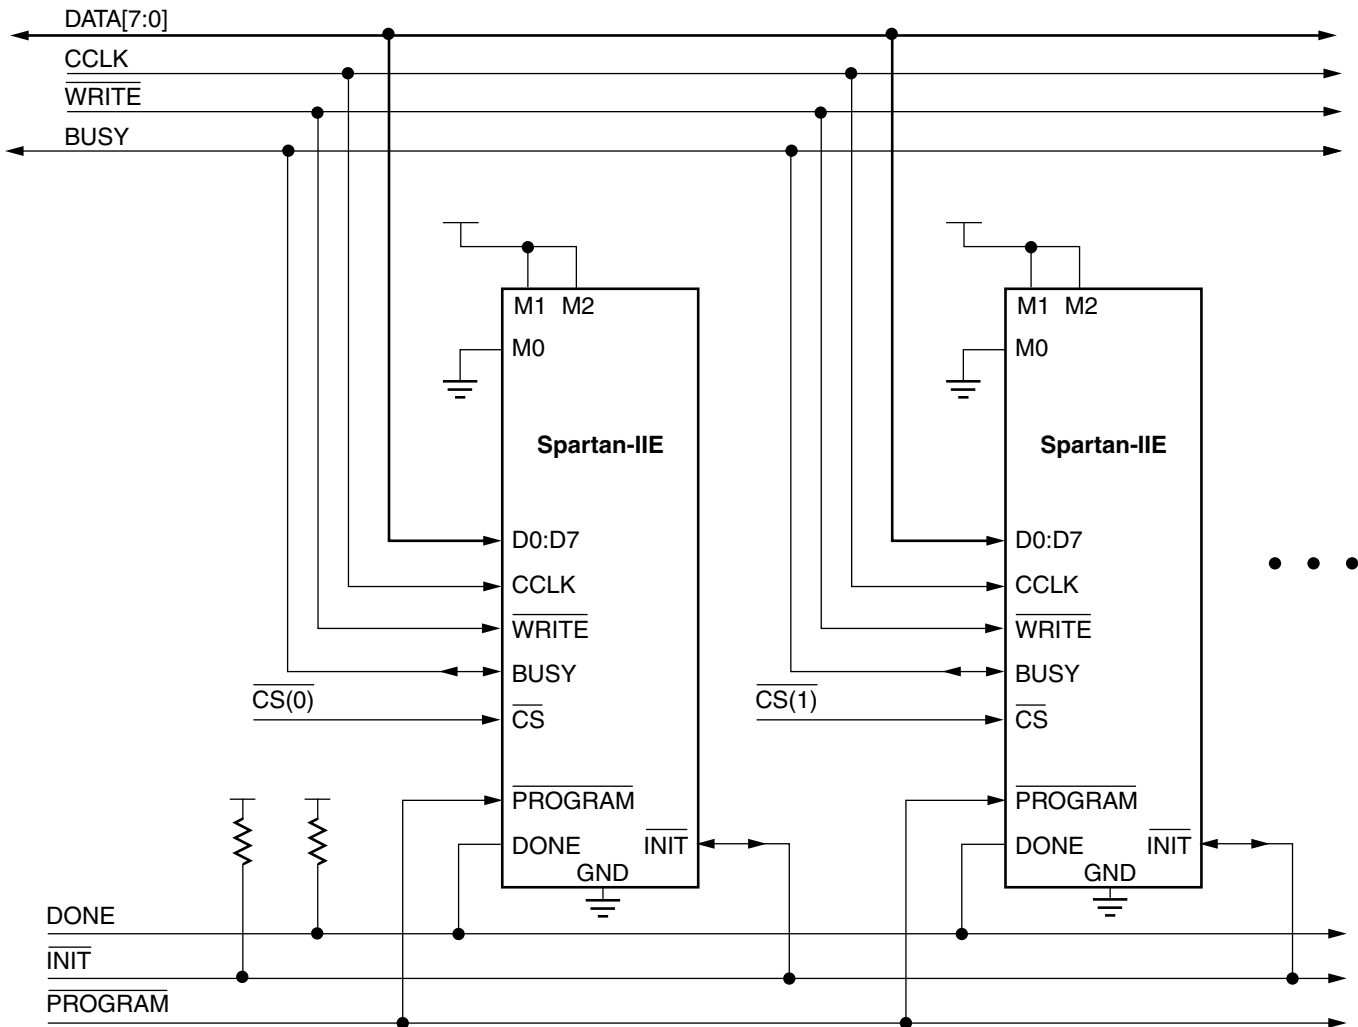 DATA[7:0]
CCLK
WRITE
BUSY
M1 M2
M0
Spartan-IIE
D0:D7
CCLK
WRITE
BUSY
CS(0)
CS
PROGRAM
DONE INIT
GND
M1 M2
M0
Spartan-IIE
D0:D7
CCLK
WRITE
BUSY
CS(1)
CS
PROGRAM
DONE INIT
GND
DONE
INIT
PROGRAM